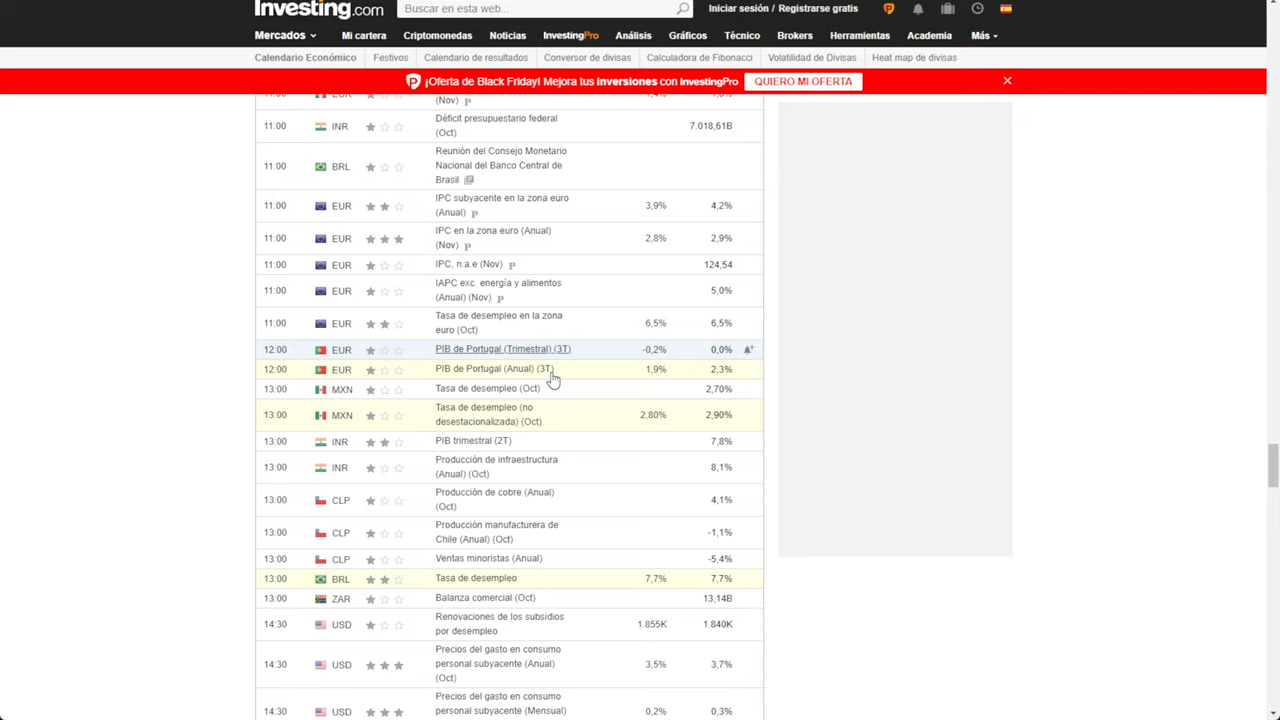 Investing.com
Buscar en esta web...
Iniciar sesión / Registrarse gratis
Mercados Mi cartera Criptomonedas Noticias InvestingPro Análisis Gráficos Técnico Brokers Herramientas Academia Más
Calendario Económico Festivos Calendario de resultados Conversor de divisas Calculadora de Fibonacci Volatilidad de Divisas Heat map de divisas
¡Oferta de Black Friday! Mejora tus inversiones con InvestingPro QUIERO MI OFERTA
(Nov) P
11:00 INR Déficit presupuestario federal 7.018,61B
(Oct)
11:00 BRL Reunión del Consejo Monetario
Nacional del Banco Central de
Brasil
11:00 EUR IPC subyacente en la zona euro 3,9% 4,2%
(Anual) P
11:00 EUR IPC en la zona euro (Anual) 2,8% 2,9%
(Nov) P
11:00 EUR IPC, n.a.e (Nov) P 124,54
11:00 EUR IAPC exc. energía y alimentos 5,0%
(Anual) (Nov) P
11:00 EUR Tasa de desempleo en la zona 6,5% 6,5%
euro (Oct)
12:00 EUR PIB de Portugal (Trimestral) (3T) -0,2% 0,0%
12:00 EUR PIB de Portugal (Anual) (3T) 1,9% 2,3%
13:00 MXN Tasa de desempleo (Oct) 2,70%
13:00 MXN Tasa de desempleo (no 2,80% 2,90%
desestacionalizada) (Oct)
13:00 INR PIB trimestral (2T) 7,8%
13:00 INR Producción de infraestructura 8,1%
(Anual) (Oct)
13:00 CLP Producción de cobre (Anual) 4,1%
(Oct)
13:00 CLP Producción manufacturera de -1,1%
Chile (Anual) (Oct)
13:00 CLP Ventas minoristas (Anual) -5,4%
13:00 BRL Tasa de desempleo 7,7% 7,7%
13:00 ZAR Balanza comercial (Oct) 13,14B
14:30 USD Renovaciones de los subsidios 1.855K 1.840K
por desempleo
14:30 USD Precios del gasto en consumo 3,5% 3,7%
personal subyacente (Anual)
(Oct)
14:30 USD Precios del gasto en consumo 0,2% 0,3%
personal subyacente (Mensual)